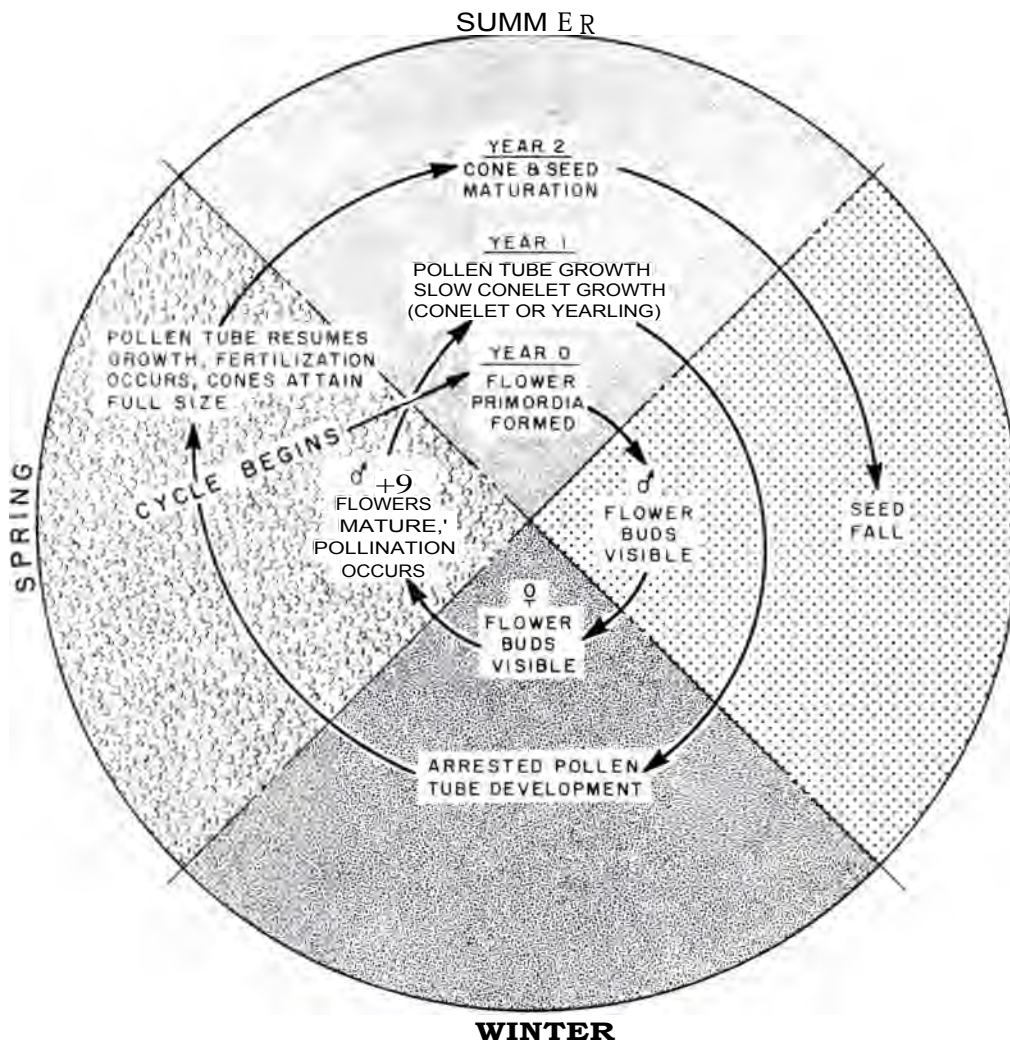 SUMMER
YEAR 2
CONE & SEED
MATURATION
YEAR 1
POLLEN TUBE GROWTH
SLOW CONELET GROWTH
(CONELET OR YEARLING)
POLLEN TUBE RESUMES
GROWTH, FERTILIZATION
OCCURS, CONES ATTAIN
FULL SIZE
YEAR 0
FLOWER
PRIMORDIA
FORMED
CYCLE BEGINS
♂ +9
FLOWERS
MATURE,'
POLLINATION
OCCURS
♂
FLOWER
BUDS
VISIBLE
SEED
FALL
♀
FLOWER
BUDS
VISIBLE
ARRESTED POLLEN
TUBE DEVELOPMENT
SPRING
WINTER